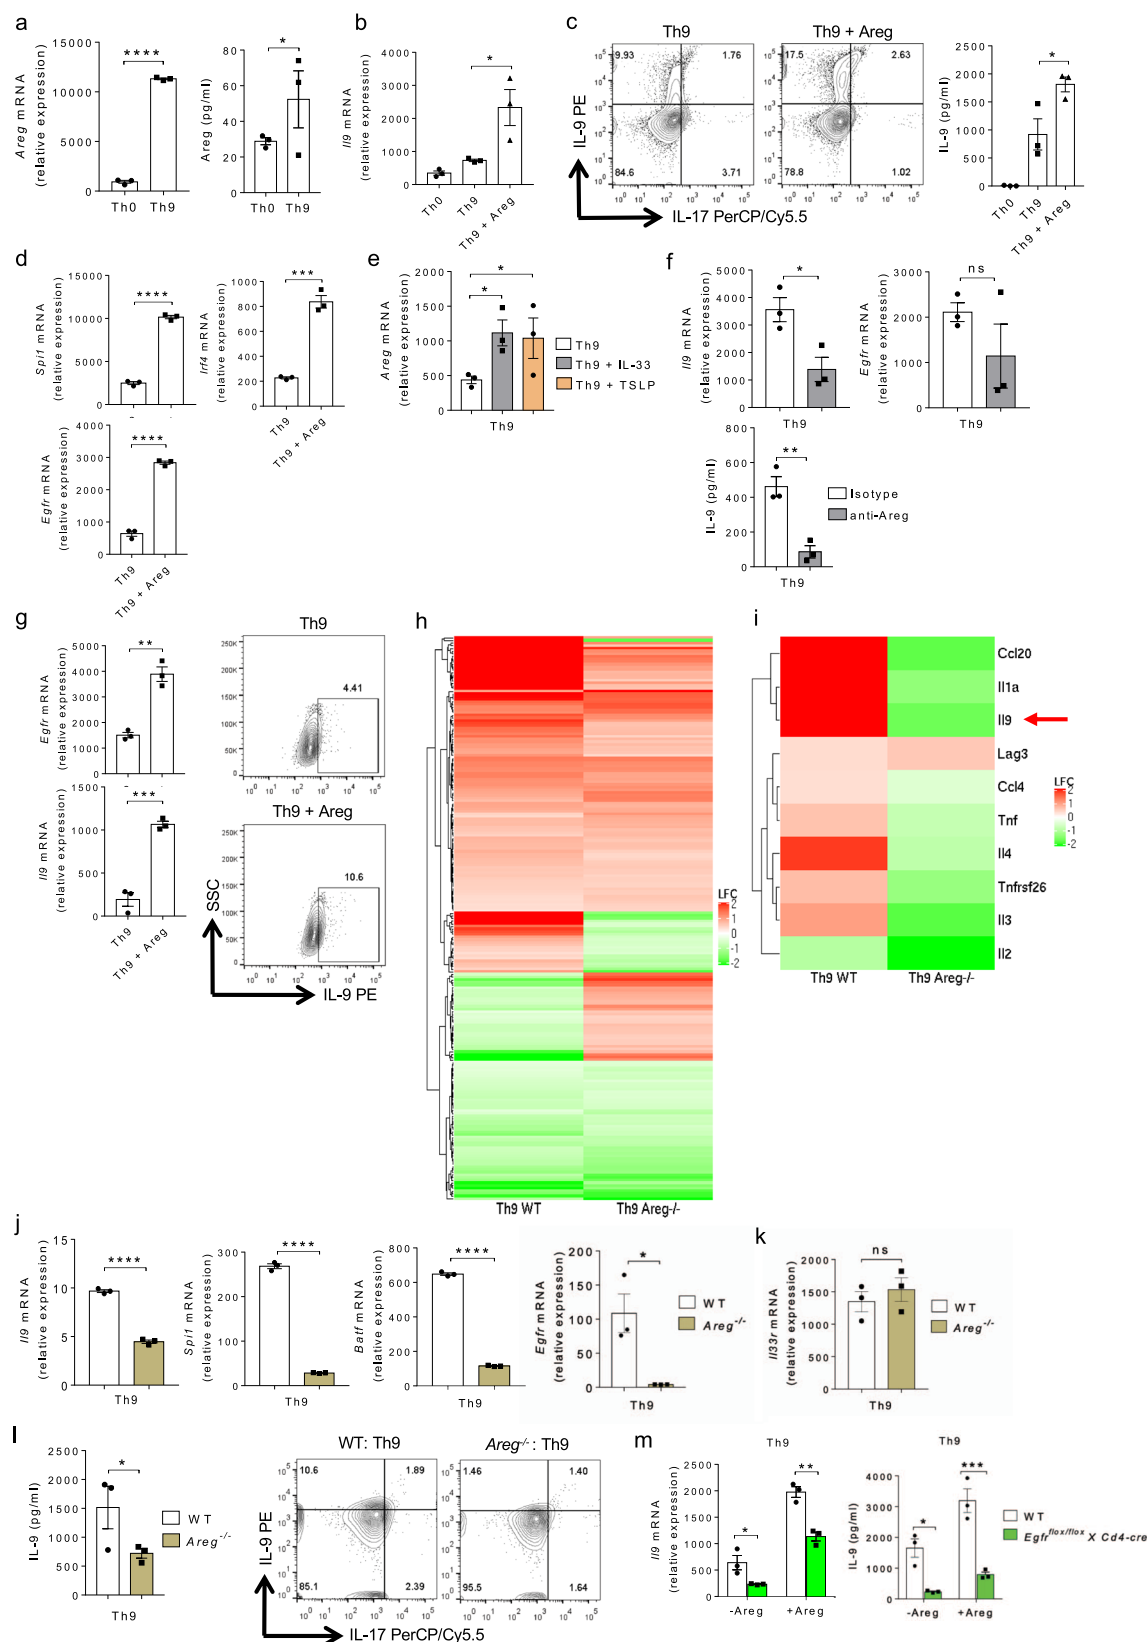 a
Areg mRNA
(relative expression)
15000
10000
5000
0
****
Th0
Th9
Areg (pg/ml)
80
60
40
20
0
*
Th0
Th9
b
Il9 mRNA
(relative expression)
4000
3000
2000
1000
0
*
Th0
Th9
Th9 + Areg
c
Th9
9.93
1.76
84.6
3.71
Th9 + Areg
17.5
2.63
78.8
1.02
IL-9 PE
IL-17 PerCP/Cy5.5
IL-9 (pg/ml)
2500
2000
1500
1000
500
0
*
Th0
Th9
Th9 + Areg
d
Spi1 mRNA
(relative expression)
15000
10000
5000
0
****
Irf4 mRNA
(relative expression)
1000
800
600
400
200
0
***
Th9
Th9 + Areg
Egfr mRNA
(relative expression)
4000
3000
2000
1000
0
****
Th9
Th9 + Areg
e
Areg mRNA
(relative expression)
2000
1500
1000
500
0
*
*
Th9
Th9
Th9 + IL-33
Th9 + TSLP
f
Il9 mRNA
(relative expression)
5000
4000
3000
2000
1000
0
*
Th9
Egfr mRNA
(relative expression)
3000
2000
1000
0
ns
Th9
IL-9 (pg/ml)
800
600
400
200
0
**
Th9
Isotype
anti-Areg
g
Egfr mRNA
(relative expression)
5000
4000
3000
2000
1000
0
**
Il9 mRNA
(relative expression)
1500
1000
500
0
***
Th9
Th9 + Areg
Th9
250K
200K
150K
100K
50K
0
4.41
Th9 + Areg
250K
200K
150K
100K
50K
0
10.6
SSC
IL-9 PE
h
LFC
2
1
0
-1
-2
Th9 WT
Th9 Areg-/-
i
Ccl20
Il1a
Il9
Lag3
Ccl4
Tnf
Il4
Tnfrsf26
Il3
Il2
LFC
2
1
0
-1
-2
Th9 WT
Th9 Areg-/-
j
Il9 mRNA
(relative expression)
15
10
5
0
****
Th9
Spi1 mRNA
(relative expression)
300
200
100
0
****
Th9
Batf mRNA
(relative expression)
800
600
400
200
0
****
Th9
Egfr mRNA
(relative expression)
200
150
100
50
0
*
Th9
WT
Areg-/-
k
Il33r mRNA
(relative expression)
2000
1500
1000
500
0
ns
Th9
WT
Areg-/-
l
IL-9 (pg/ml)
2500
2000
1500
1000
500
0
*
Th9
WT
Areg-/-
WT: Th9
10.6
1.89
85.1
2.39
Areg-/-: Th9
1.46
1.40
95.5
1.64
IL-9 PE
IL-17 PerCP/Cy5.5
m
Th9
Il9 mRNA
(relative expression)
2500
2000
1500
1000
500
0
*
**
-Areg
+Areg
Th9
IL-9 (pg/ml)
4000
3000
2000
1000
0
*
***
-Areg
+Areg
WT
Egfrflox/flox X Cd4-cre